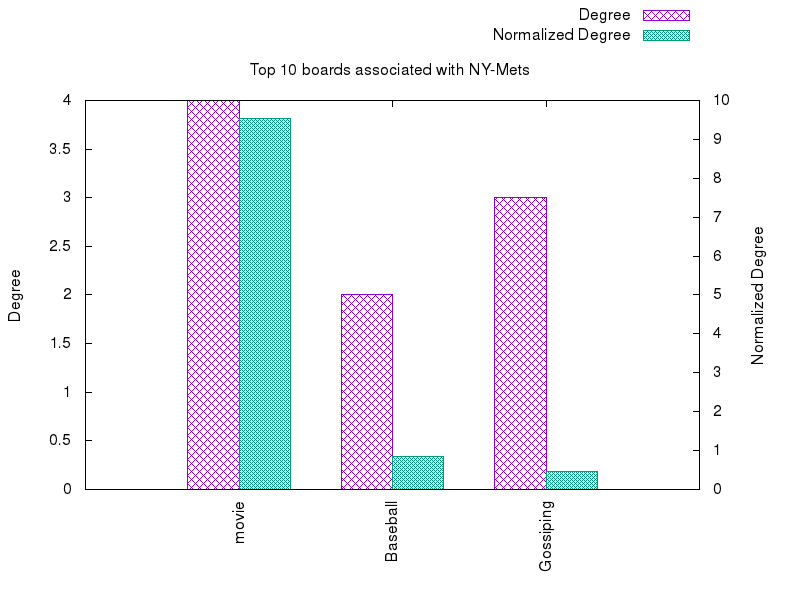 Degree
Normalized Degree
Top 10 boards associated with NY-Mets
4
3.5
3
2.5
2
1.5
1
0.5
0
Degree
10
9
8
7
6
5
4
3
2
1
0
Normalized Degree
movie
Baseball
Gossiping